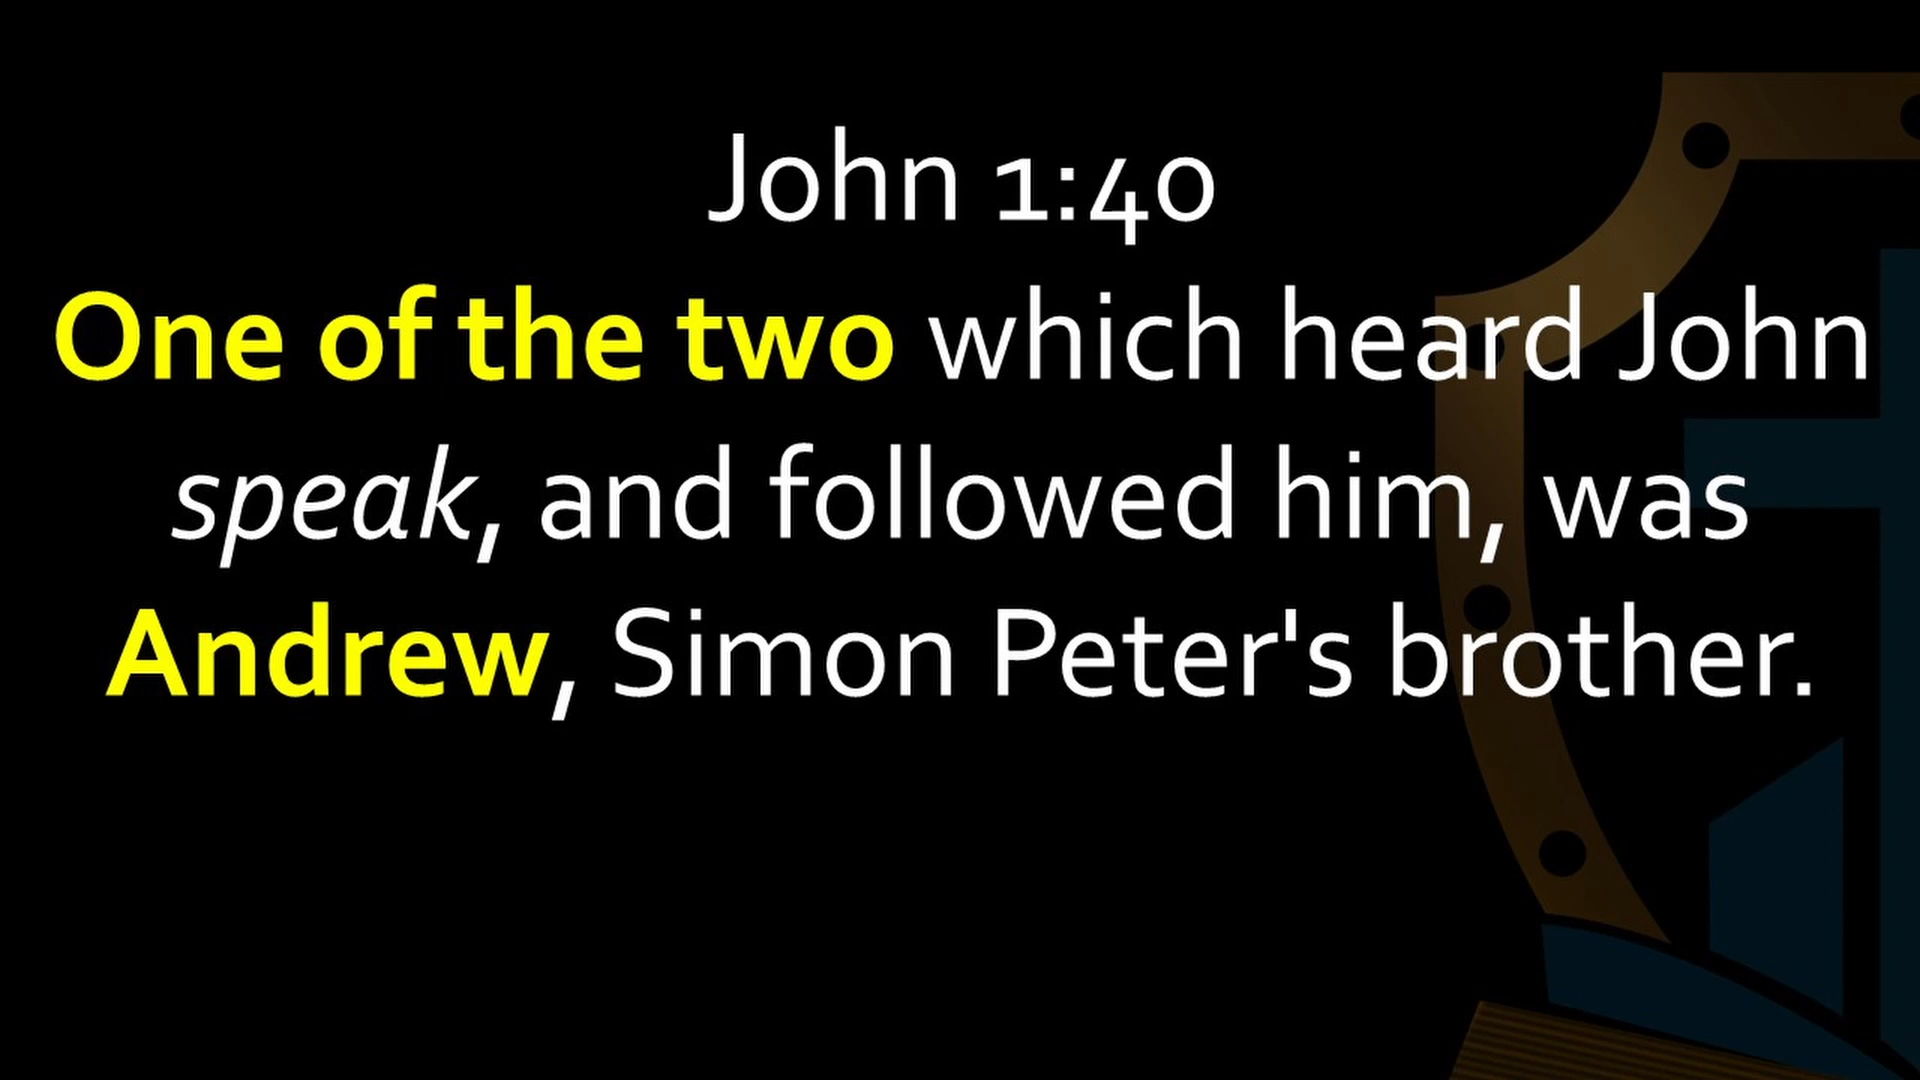 John 1:40
One of the two which heard John
speak, and followed him, was
Andrew, Simon Peter's brother.